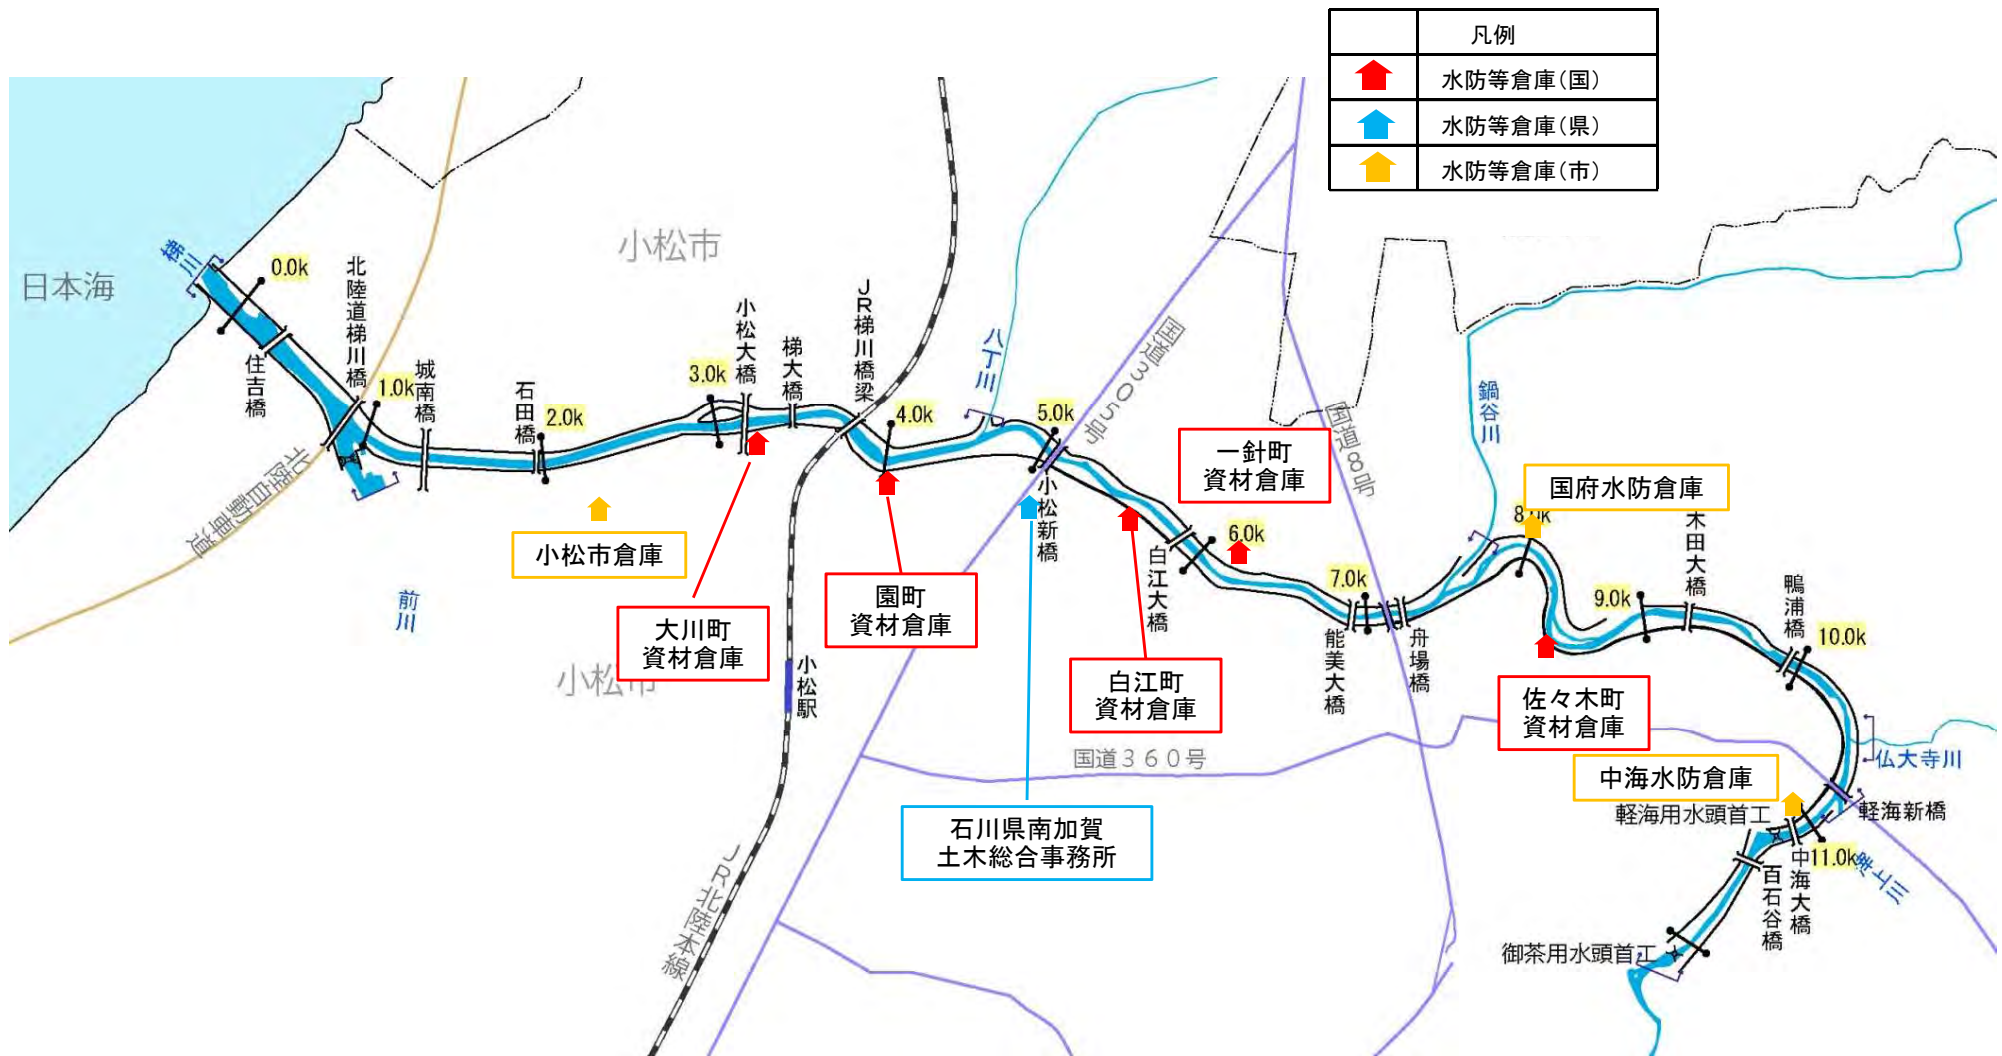 凡例
水防等倉庫(国)
水防等倉庫(県)
水防等倉庫(市)
日本海
梯川
0.0k
住吉橋
北陸道梯川橋
1.0k
城南橋
石田橋
2.0k
小松市
3.0k
小松大橋
梯大橋
JR梯川橋梁
4.0k
八丁川
5.0k
国道305号
小松新橋
一針町
資材倉庫
国道8号
鍋谷川
国府水防倉庫
8.0k
木田大橋
鴨浦橋
9.0k
10.0k
6.0k
7.0k
白江大橋
能美大橋
舟場橋
北陸自動車道
前川
小松市倉庫
大川町
資材倉庫
園町
資材倉庫
白江町
資材倉庫
佐々木町
資材倉庫
小松市
小松駅
国道360号
石川県南加賀
土木総合事務所
中海水防倉庫
仏大寺川
軽海用水頭首工
軽海新橋
11.0k
滓上川
中海大橋
百石谷橋
御茶用水頭首工
JR北陸本線